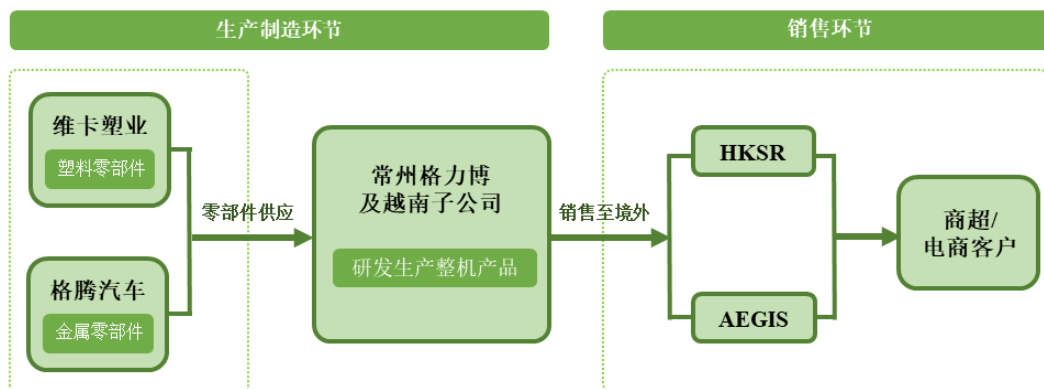 生产制造环节
销售环节
维卡塑业
塑料零部件
格腾汽车
金属零部件
零部件供应
常州格力博
及越南子公司
研发生产整机产品
销售至境外
HKSR
AEGIS
商超/
电商客户